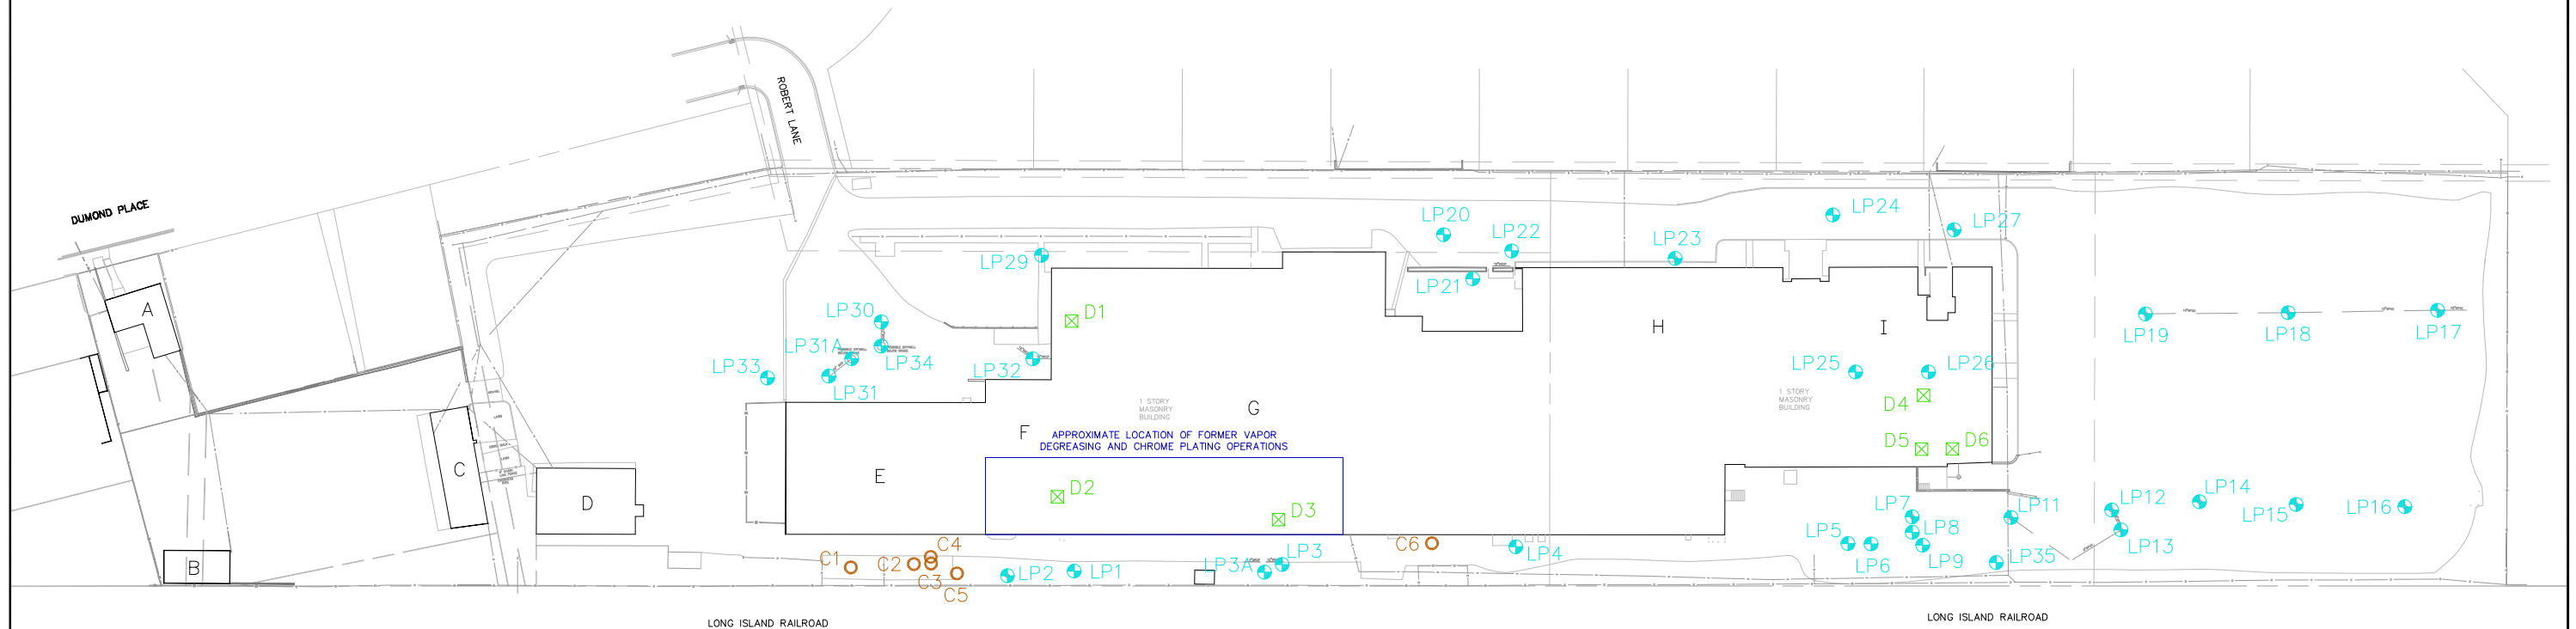 ROBERT LANE
DUMOND PLACE
LP24
LP20
LP27
LP22
LP23
LP29
LP21
A
LP30
D1
H
I
LP19
LP18
LP17
LP31A
LP34
LP33
LP31
LP32
LP25
LP26
1 STORY
MASONRY
BUILDING
G
1 STORY
MASONRY
BUILDING
D4
F
APPROXIMATE LOCATION OF FORMER VAPOR
DEGREASING AND CHROME PLATING OPERATIONS
D5
D6
C
E
D
D2
D3
LP7
LP11
LP12
LP14
LP15
LP16
LP5
LP8
LP13
C4
C6
LP4
LP6
LP9
LP35
B
C1
C2
C3
C5
LP2
LP1
LP3A
LP3
LONG ISLAND RAILROAD
LONG ISLAND RAILROAD